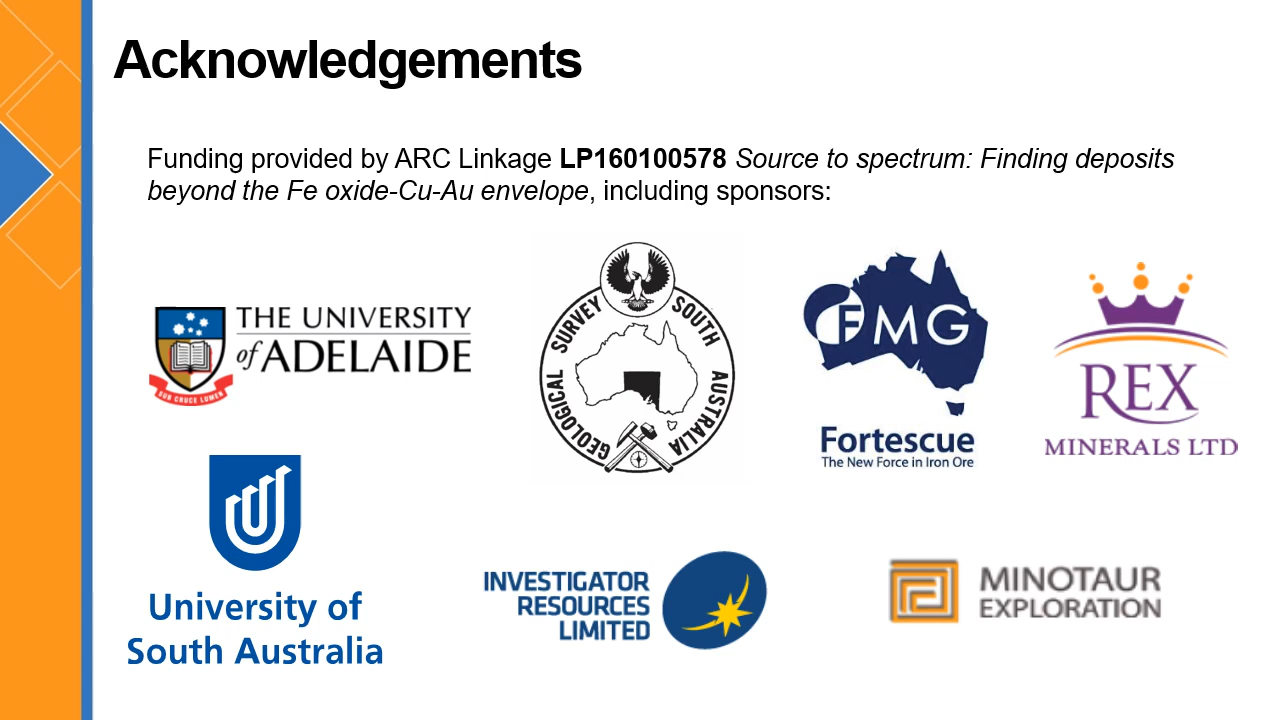 Acknowledgements
Funding provided by ARC Linkage LP160100578 Source to spectrum: Finding deposits
beyond the Fe oxide-Cu-Au envelope, including sponsors:
THE UNIVERSITY
of ADELAIDE
SUB CRUCE LUMEN
GEOLOGICAL SURVEY SOUTH AUSTRALIA
FMG
Fortescue
The New Force in Iron Ore
REX
MINERALS LTD
University of
South Australia
INVESTIGATOR
RESOURCES
LIMITED
MINOTAUR
EXPLORATION